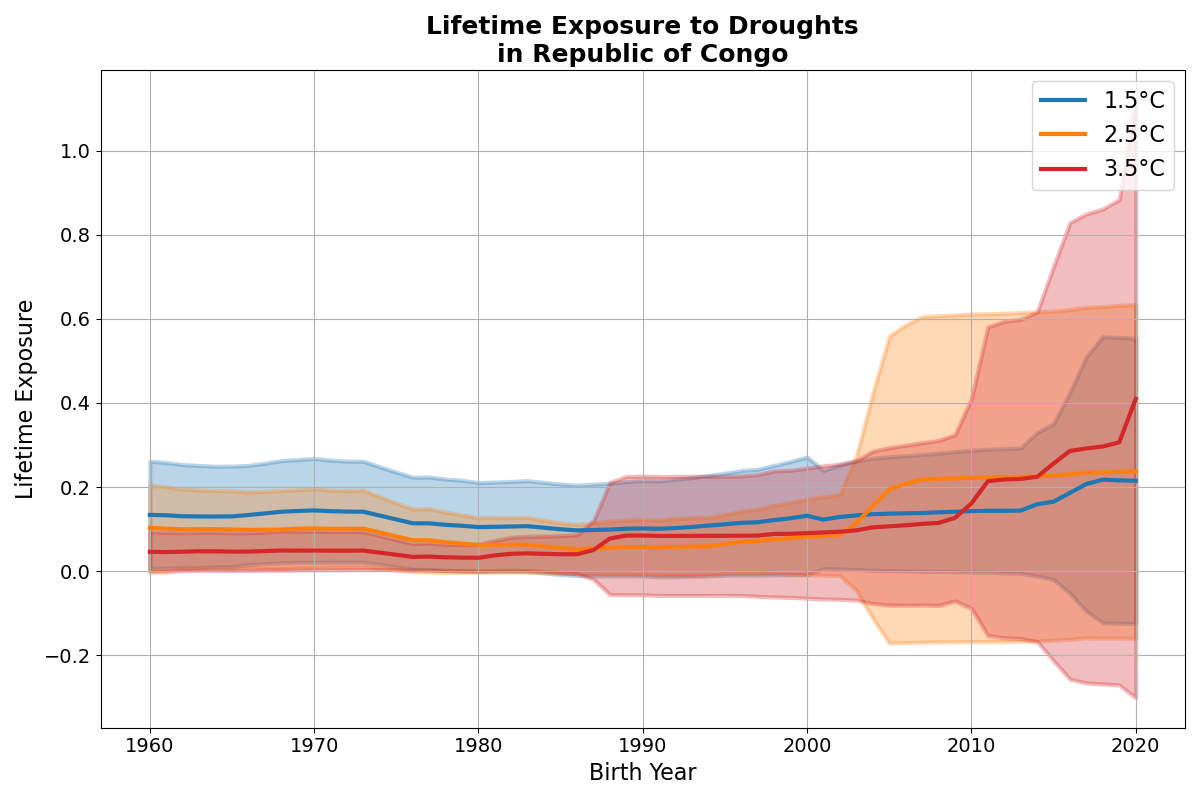 Lifetime Exposure to Droughts
in Republic of Congo
1.5°C
2.5°C
3.5°C
Lifetime Exposure
1.0
0.8
0.6
0.4
0.2
0.0
−0.2
1960 1970 1980 1990 2000 2010 2020
Birth Year